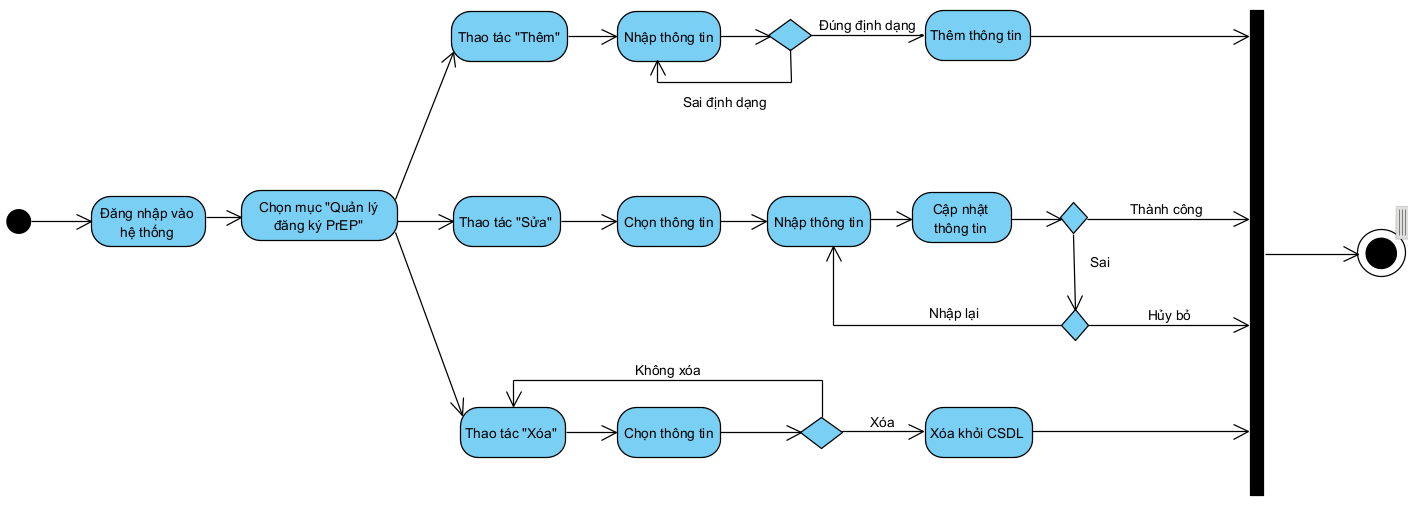 Thao tác "Thêm"
Nhập thông tin
Đúng định dạng
Thêm thông tin
Sai định dạng
Đăng nhập vào
hệ thống
Chọn mục "Quản lý
đăng ký PrEP"
Thao tác "Sửa"
Chọn thông tin
Nhập thông tin
Cập nhật
thông tin
Thành công
Sai
Nhập lại
Hủy bỏ
Không xóa
Thao tác "Xóa"
Chọn thông tin
Xóa
Xóa khỏi CSDL